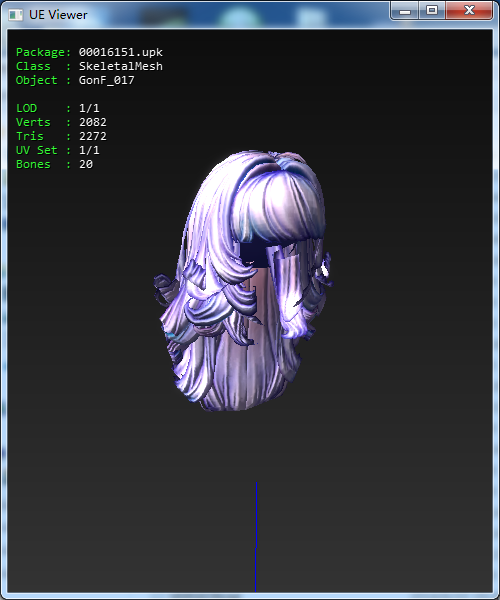 UE Viewer
Package: 00016151.upk
Class : SkeletalMesh
Object : GonF_017
LOD : 1/1
Verts : 2082
Tris : 2272
UV Set : 1/1
Bones : 20